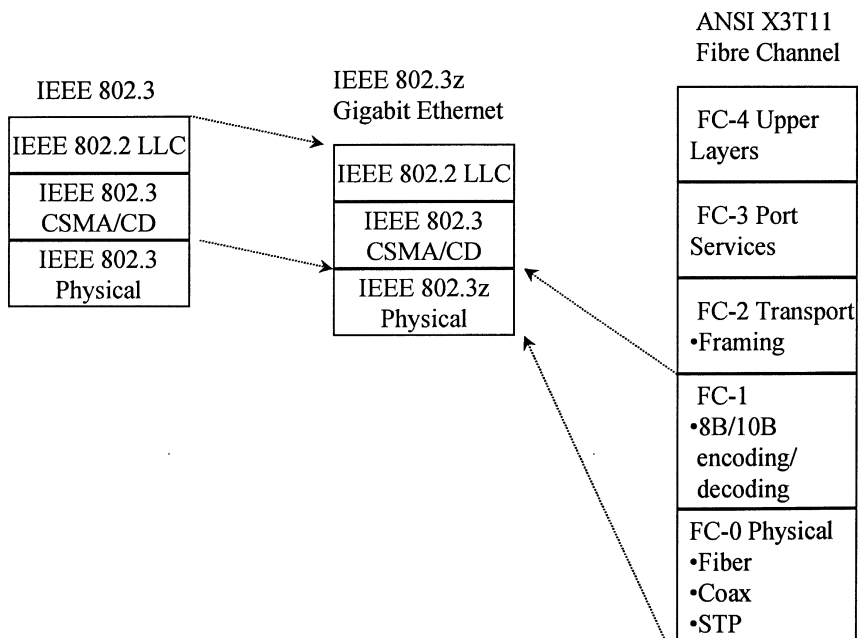 IEEE 802.3
IEEE 802.2 LLC
IEEE 802.3
CSMA/CD
IEEE 802.3
Physical
IEEE 802.3z
Gigabit Ethernet
IEEE 802.2 LLC
IEEE 802.3
CSMA/CD
IEEE 802.3z
Physical
ANSI X3T11
Fibre Channel
FC-4 Upper
Layers
FC-3 Port
Services
FC-2 Transport
•Framing
FC-1
•8B/10B
encoding/
decoding
FC-0 Physical
•Fiber
•Coax
•STP